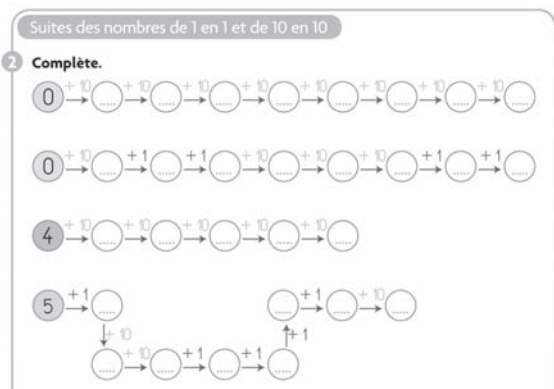 Suites des nombres de 1 en 1 et de 10 en 10
2 Complète.
0 + 10 ..... + 10 ..... + 10 ..... + 10 ..... + 10 ..... + 10 ..... + 10 ..... + 10 .....
0 + 10 ..... + 1 ..... + 1 ..... + 10 ..... + 10 ..... + 10 ..... + 1 ..... + 1 .....
4 + 10 ..... + 10 ..... + 10 ..... + 10 ..... + 10 .....
5 + 1 ..... ..... + 1 ..... + 10 .....
+ 10 + 1
..... + 10 ..... + 1 ..... + 1 .....